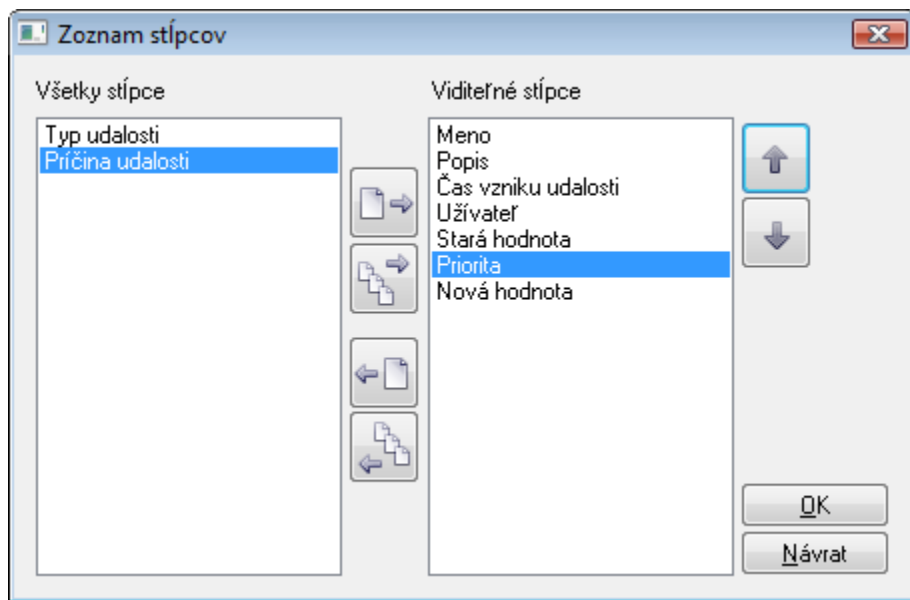 Zoznam stĺpcov
Všetky stĺpce
Typ udalosti
Príčina udalosti
Viditeľné stĺpce
Meno
Popis
Čas vzniku udalosti
Užívateľ
Stará hodnota
Priorita
Nová hodnota
OK
Návrat